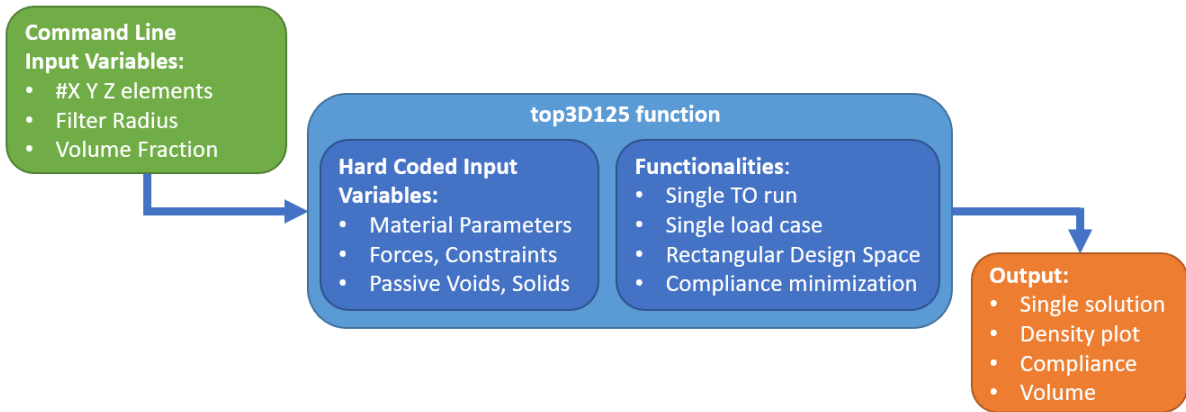 Command Line
Input Variables:
• #X Y Z elements
• Filter Radius
• Volume Fraction
top3D125 function
Hard Coded Input
Variables:
• Material Parameters
• Forces, Constraints
• Passive Voids, Solids
Functionalities:
• Single TO run
• Single load case
• Rectangular Design Space
• Compliance minimization
Output:
• Single solution
• Density plot
• Compliance
• Volume